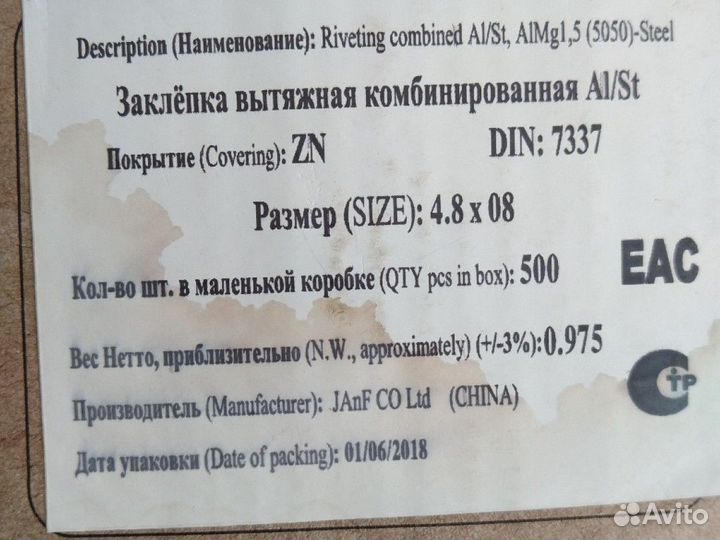 Description (Наименование): Riveting combined Al/St, AlMg1,5 (5050)-Steel
Заклёпка вытяжная комбинированная Al/St
Покрытие (Covering): ZN DIN: 7337
Размер (SIZE): 4.8 x 08
Кол-во шт. в маленькой коробке (QTY pcs in box): 500
EAC
Вес Нетто, приблизительно (N.W., approximately) (+/-3%): 0.975
Производитель (Manufacturer): JAnF CO Ltd (CHINA)
СТР
Дата упаковки (Date of packing): 01/06/2018
Avito